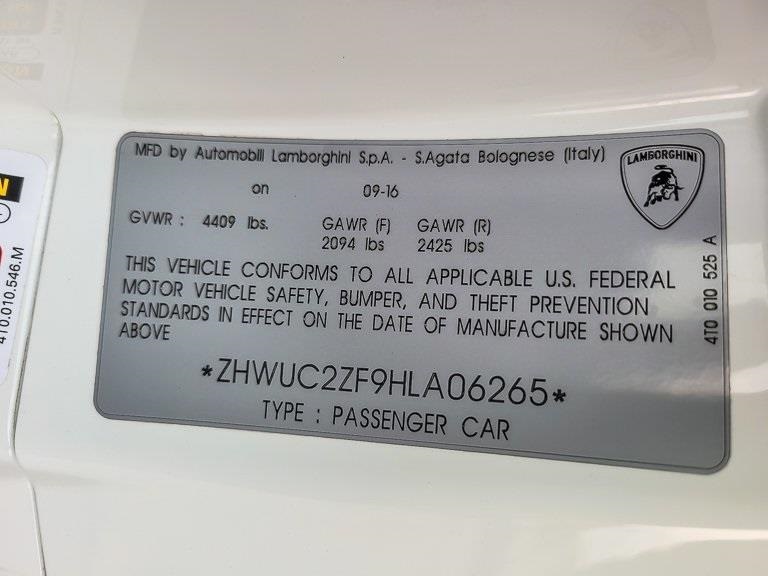 MFD by Automobili Lamborghini S.p.A. - S.Agata Bolognese (Italy)
on 09-16
GVWR : 4409 lbs. GAWR (F) GAWR (R)
2094 lbs 2425 lbs
THIS VEHICLE CONFORMS TO ALL APPLICABLE U.S. FEDERAL
MOTOR VEHICLE SAFETY, BUMPER, AND THEFT PREVENTION
STANDARDS IN EFFECT ON THE DATE OF MANUFACTURE SHOWN
ABOVE
*ZHWUC2ZF9HLA06265*
TYPE : PASSENGER CAR
LAMBORGHINI
4T0 010 525 A
4T0.010.546.M